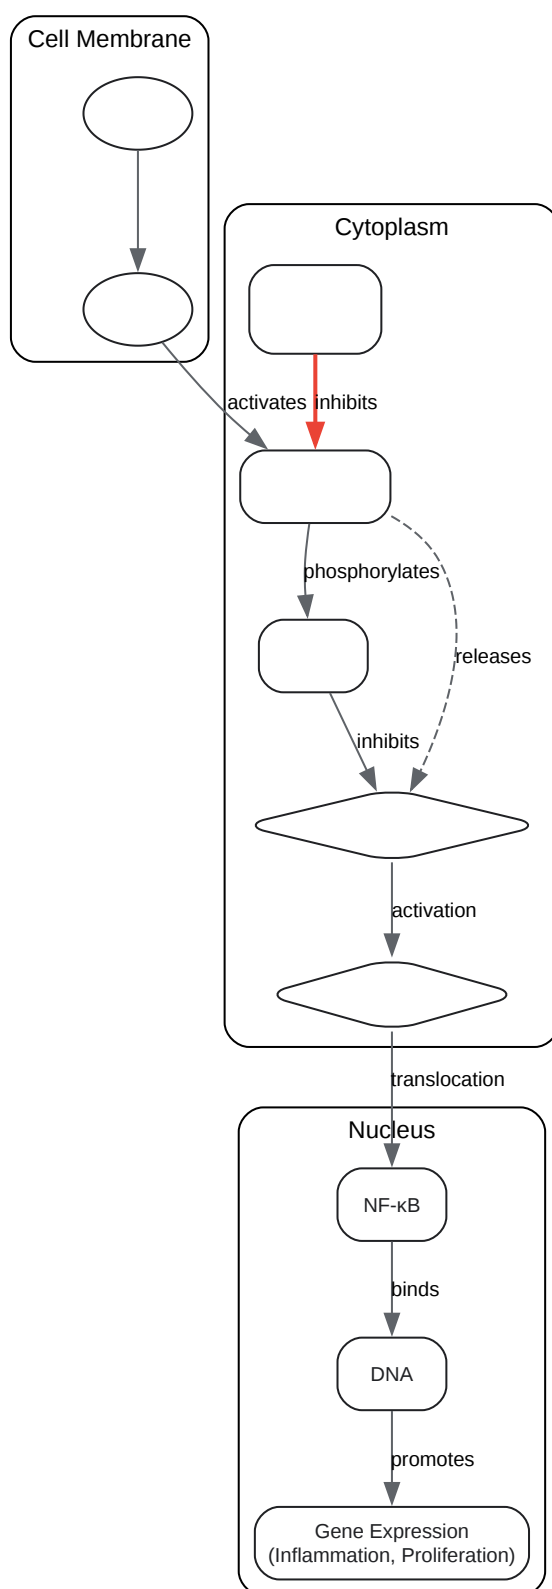 Cell Membrane
Cytoplasm
activates
inhibits
phosphorylates
releases
inhibits
activation
translocation
Nucleus
NF-κB
binds
DNA
promotes
Gene Expression
(Inflammation, Proliferation)